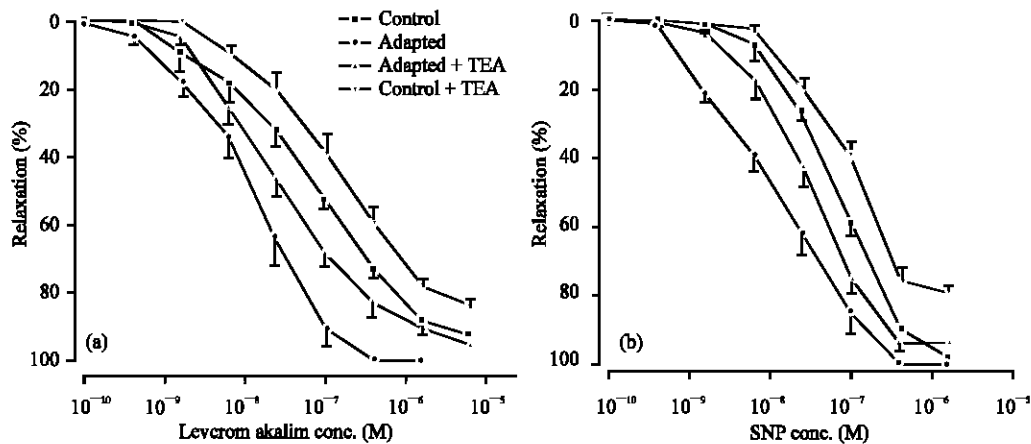 Control
Adapted
Adapted + TEA
Control + TEA
Relaxation (%)
0
20
40
60
80
100
(a)
10⁻¹⁰ 10⁻⁹ 10⁻⁸ 10⁻⁷ 10⁻⁶ 10⁻⁵
Levcrom akalim conc. (M)
Relaxation (%)
0
20
40
60
80
100
(b)
10⁻¹⁰ 10⁻⁹ 10⁻⁸ 10⁻⁷ 10⁻⁶ 10⁻⁵
SNP conc. (M)